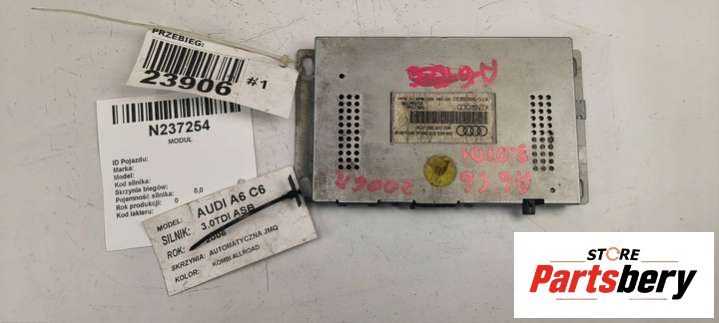 PRZEBIEG:
23906 #1
N237254
MODUL
ID Pojazdu:
Marka:
Model:
Kod silnika:
Skrzynia biegów:
Pojemność silnika: 0,0
Rok produkcji: 0
Kod lakieru:
MODEL: AUDI A6 C6
SILNIK: 3.0TDI ASB
ROK: 2006
SKRZYNIA: AUTOMATYCZNA JMQ
KOLOR: KOMBI ALLROAD
KENWOOD
A6 C6
3.0TDI
2006R
STORE
Partsbery